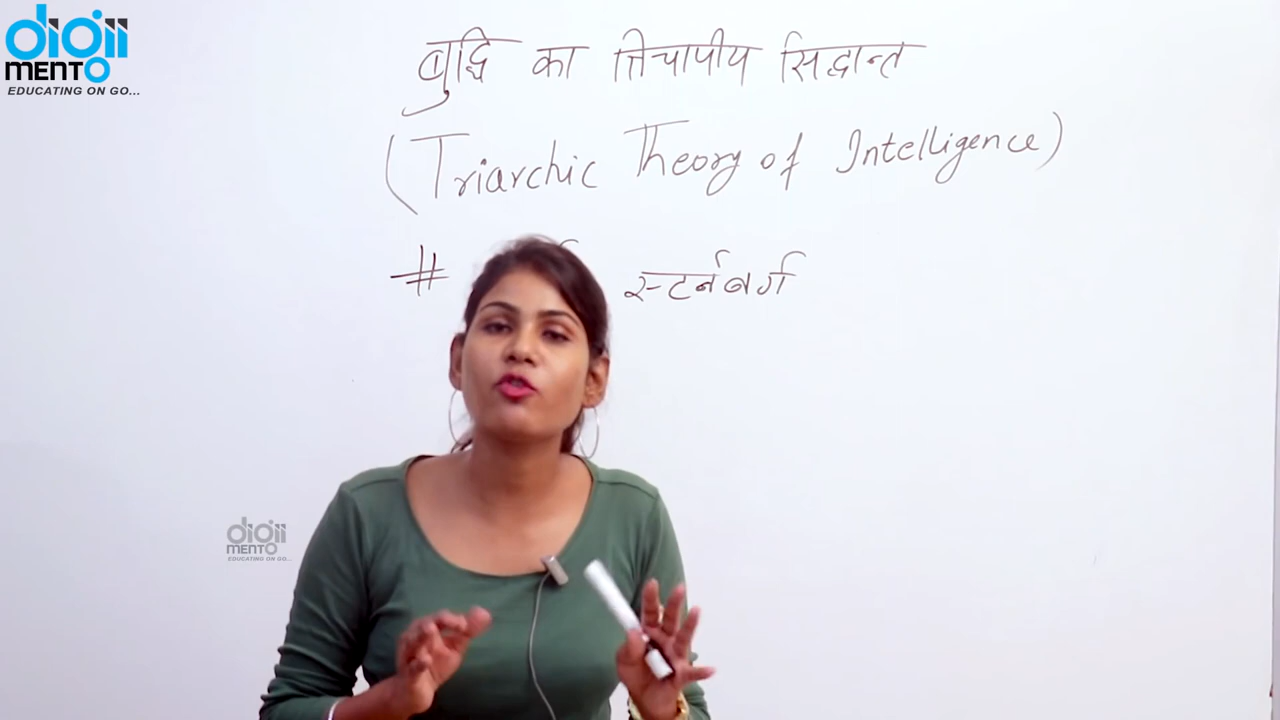 digii
MENTO
EDUCATING ON GO...
बुद्धि का त्रिचापीय सिद्धान्त
(Triarchic Theory of Intelligence)
# स्टर्नबर्ग
digii
MENTO
EDUCATING ON GO...